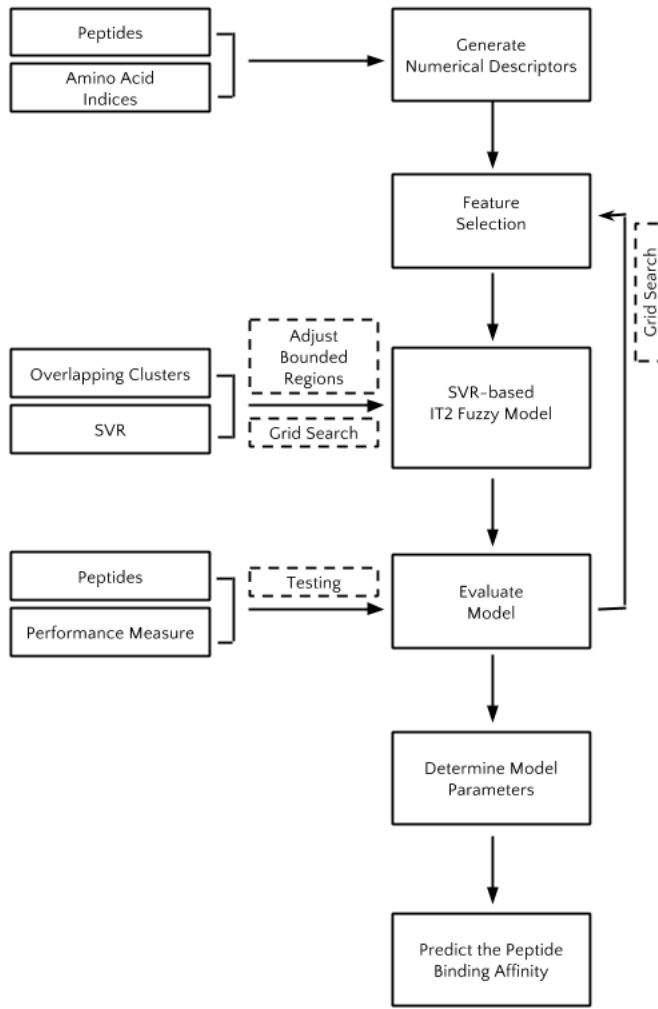 Peptides
Amino Acid
Indices
Generate
Numerical Descriptors
Feature
Selection
Grid Search
Overlapping Clusters
SVR
Adjust
Bounded
Regions
Grid Search
SVR-based
IT2 Fuzzy Model
Peptides
Performance Measure
Testing
Evaluate
Model
Determine Model
Parameters
Predict the Peptide
Binding Affinity